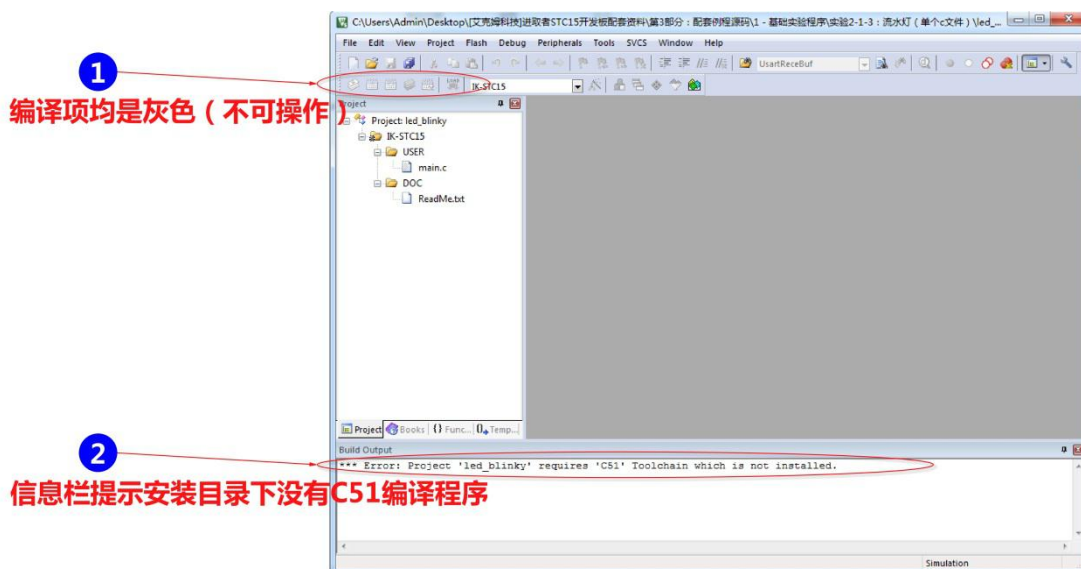 C:\Users\Admin\Desktop\[艾克姆科技]进取者STC15开发板配套资料\第3部分：配套例程源码\1 - 基础实验程序\实验2-1-3：流水灯（单个c文件）\led_...
File Edit View Project Flash Debug Peripherals Tools SVCS Window Help
UsartReceBuf
IK-STC15
1
编译项均是灰色（不可操作）
Project
Project: led_blinky
IK-STC15
USER
main.c
DOC
ReadMe.txt
Project Books {} Func... Temp...
Build Output
*** Error: Project 'led_blinky' requires 'C51' Toolchain which is not installed.
2
信息栏提示安装目录下没有C51编译程序
Simulation